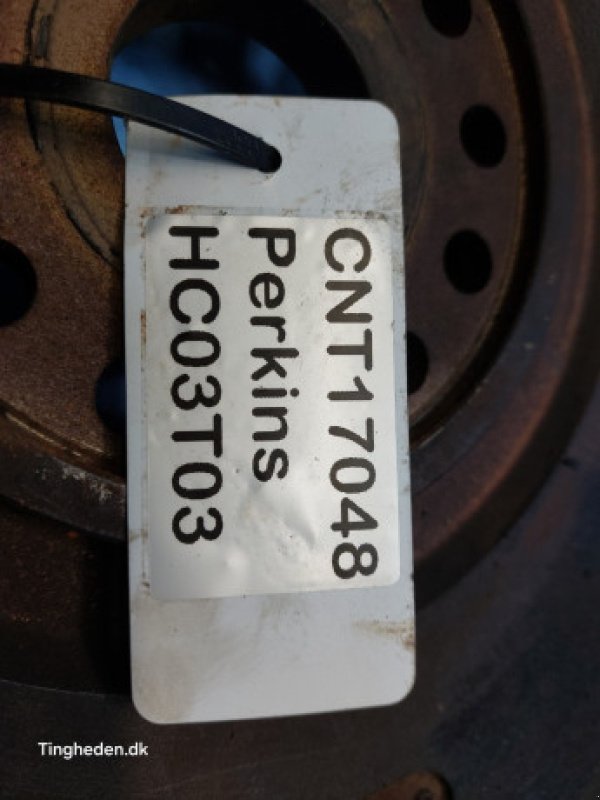 CNT17048
Perkins
HC03T03
Tingheden.dk